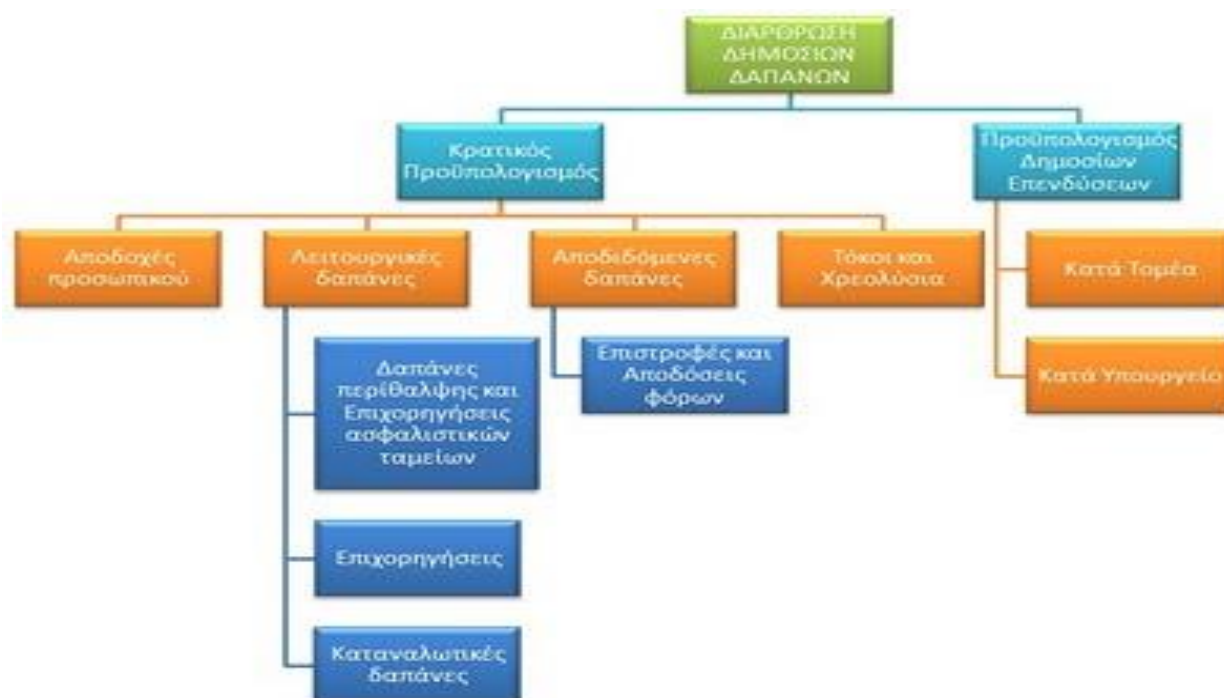 ΔΙΑΡΘΡΩΣΗ
ΔΗΜΟΣΙΩΝ
ΔΑΠΑΝΩΝ
Κρατικός
Προϋπολογισμός
Προϋπολογισμός
Δημοσίων
Επενδύσεων
Αποδοχές
προσωπικού
Λειτουργικές
δαπάνες
Αποδιδόμενες
δαπάνες
Τόκοι και
Χρεολύσια
Κατά Τομέα
Δαπάνες
περίθαλψης και
Επιχορηγήσεις
ασφαλιστικών
ταμείων
Επιστροφές και
Αποδόσεις
φόρων
Κατά Υπουργείο
Επιχορηγήσεις
Καταναλωτικές
δαπάνες